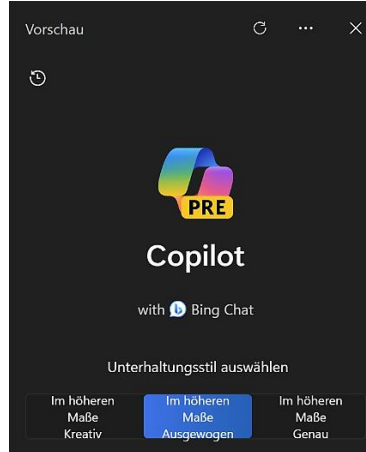 Vorschau
PRE
Copilot
with Bing Chat
Unterhaltungsstil auswählen
Im höheren
Maße
Kreativ
Im höheren
Maße
Ausgewogen
Im höheren
Maße
Genau